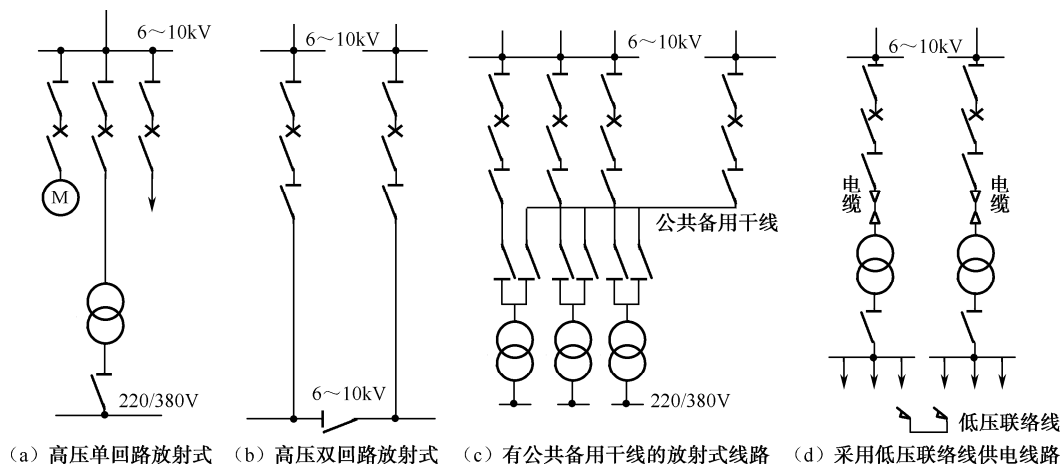 6～10kV
M
220/380V
（a）高压单回路放射式
6～10kV
6～10kV
（b）高压双回路放射式
6～10kV
公共备用干线
220/380V
（c）有公共备用干线的放射式线路
6～10kV
电缆
电缆
低压联络线
（d）采用低压联络线供电线路